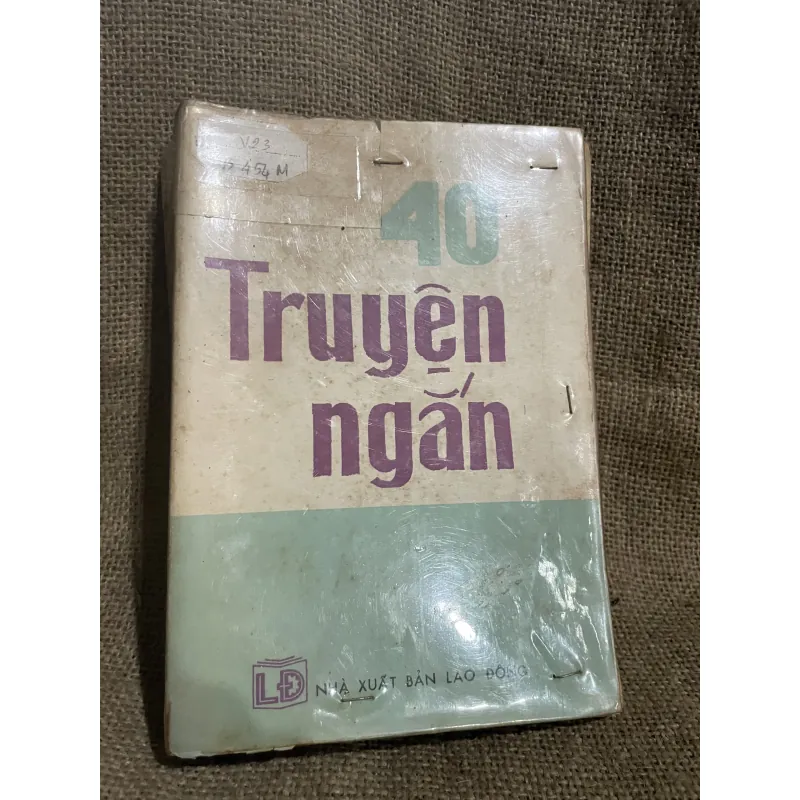 V23
454 M
40
Truyện
ngắn
LĐ
NHÀ XUẤT BẢN LAO ĐỘNG